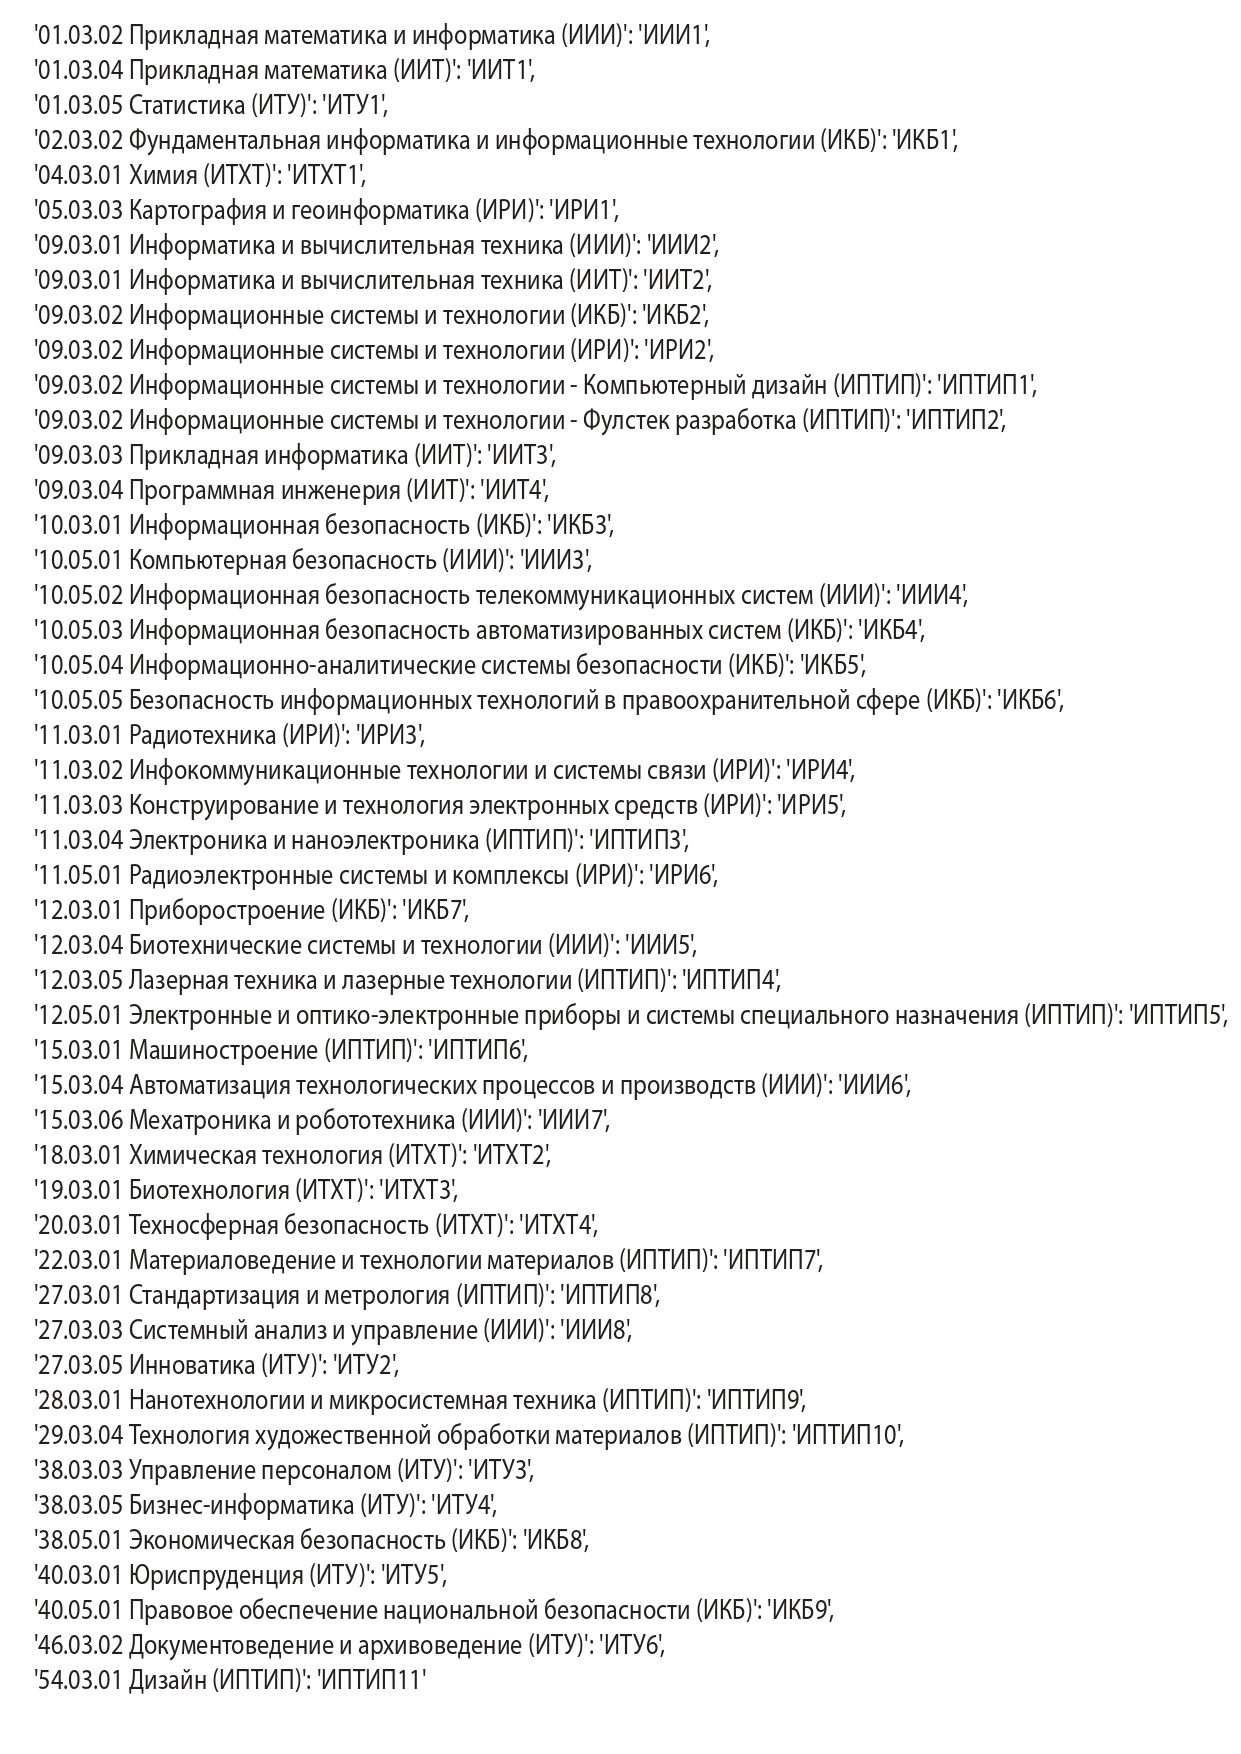 '01.03.02 Прикладная математика и информатика (ИИИ)': 'ИИИ1',
'01.03.04 Прикладная математика (ИИТ)': 'ИИТ1',
'01.03.05 Статистика (ИТУ)': 'ИТУ1',
'02.03.02 Фундаментальная информатика и информационные технологии (ИКБ)': 'ИКБ1',
'04.03.01 Химия (ИТХТ)': 'ИТХТ1',
'05.03.03 Картография и геоинформатика (ИРИ)': 'ИРИ1',
'09.03.01 Информатика и вычислительная техника (ИИИ)': 'ИИИ2',
'09.03.01 Информатика и вычислительная техника (ИИТ)': 'ИИТ2',
'09.03.02 Информационные системы и технологии (ИКБ)': 'ИКБ2',
'09.03.02 Информационные системы и технологии (ИРИ)': 'ИРИ2',
'09.03.02 Информационные системы и технологии - Компьютерный дизайн (ИПТИП)': 'ИПТИП1',
'09.03.02 Информационные системы и технологии - Фулстек разработка (ИПТИП)': 'ИПТИП2',
'09.03.03 Прикладная информатика (ИИТ)': 'ИИТ3',
'09.03.04 Программная инженерия (ИИТ)': 'ИИТ4',
'10.03.01 Информационная безопасность (ИКБ)': 'ИКБ3',
'10.05.01 Компьютерная безопасность (ИИИ)': 'ИИИ3',
'10.05.02 Информационная безопасность телекоммуникационных систем (ИИИ)': 'ИИИ4',
'10.05.03 Информационная безопасность автоматизированных систем (ИКБ)': 'ИКБ4',
'10.05.04 Информационно-аналитические системы безопасности (ИКБ)': 'ИКБ5',
'10.05.05 Безопасность информационных технологий в правоохранительной сфере (ИКБ)': 'ИКБ6',
'11.03.01 Радиотехника (ИРИ)': 'ИРИ3',
'11.03.02 Инфокоммуникационные технологии и системы связи (ИРИ)': 'ИРИ4',
'11.03.03 Конструирование и технология электронных средств (ИРИ)': 'ИРИ5',
'11.03.04 Электроника и наноэлектроника (ИПТИП)': 'ИПТИП3',
'11.05.01 Радиоэлектронные системы и комплексы (ИРИ)': 'ИРИ6',
'12.03.01 Приборостроение (ИКБ)': 'ИКБ7',
'12.03.04 Биотехнические системы и технологии (ИИИ)': 'ИИИ5',
'12.03.05 Лазерная техника и лазерные технологии (ИПТИП)': 'ИПТИП4',
'12.05.01 Электронные и оптико-электронные приборы и системы специального назначения (ИПТИП)': 'ИПТИП5',
'15.03.01 Машиностроение (ИПТИП)': 'ИПТИП6',
'15.03.04 Автоматизация технологических процессов и производств (ИИИ)': 'ИИИ6',
'15.03.06 Мехатроника и робототехника (ИИИ)': 'ИИИ7',
'18.03.01 Химическая технология (ИТХТ)': 'ИТХТ2',
'19.03.01 Биотехнология (ИТХТ)': 'ИТХТ3',
'20.03.01 Техносферная безопасность (ИТХТ)': 'ИТХТ4',
'22.03.01 Материаловедение и технологии материалов (ИПТИП)': 'ИПТИП7',
'27.03.01 Стандартизация и метрология (ИПТИП)': 'ИПТИП8',
'27.03.03 Системный анализ и управление (ИИИ)': 'ИИИ8',
'27.03.05 Инноватика (ИТУ)': 'ИТУ2',
'28.03.01 Нанотехнологии и микросистемная техника (ИПТИП)': 'ИПТИП9',
'29.03.04 Технология художественной обработки материалов (ИПТИП)': 'ИПТИП10',
'38.03.03 Управление персоналом (ИТУ)': 'ИТУ3',
'38.03.05 Бизнес-информатика (ИТУ)': 'ИТУ4',
'38.05.01 Экономическая безопасность (ИКБ)': 'ИКБ8',
'40.03.01 Юриспруденция (ИТУ)': 'ИТУ5',
'40.05.01 Правовое обеспечение национальной безопасности (ИКБ)': 'ИКБ9',
'46.03.02 Документоведение и архивоведение (ИТУ)': 'ИТУ6',
'54.03.01 Дизайн (ИПТИП)': 'ИПТИП11'